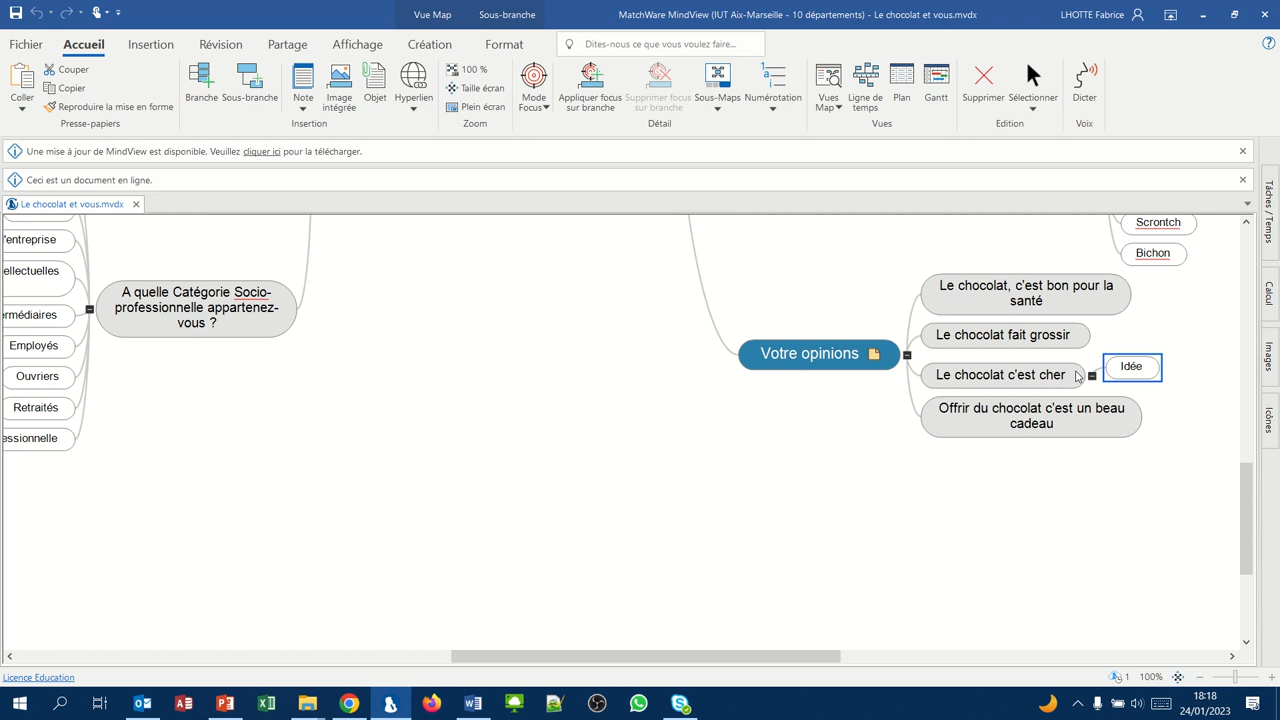 Vue Map
Sous-branche
MatchWare MindView (IUT Aix-Marseille - 10 départements) - Le chocolat et vous.mvdx
LHOTTE Fabrice
Fichier
Accueil
Insertion
Révision
Partage
Affichage
Création
Format
Dites-nous ce que vous voulez faire...
Coller
Couper
Copier
Reproduire la mise en forme
Presse-papiers
Branche
Sous-branche
Note
Image
intégrée
Objet
Hyperlien
Insertion
100 %
Taille écran
Plein écran
Zoom
Mode
Focus
Appliquer focus
sur branche
Supprimer focus
sur branche
Sous-Maps
Numérotation
Détail
Vues
Map
Ligne de
temps
Plan
Gantt
Vues
Supprimer
Sélectionner
Edition
Dicter
Voix
Une mise à jour de MindView est disponible. Veuillez cliquer ici pour la télécharger.
Ceci est un document en ligne.
Le chocolat et vous.mvdx
Tâches / Temps
Calcul
Images
Icônes
l'entreprise
ellectuelles
ermédiaires
Employés
Ouvriers
Retraités
essionnelle
A quelle Catégorie Socio-
professionnelle appartenez-
vous ?
Scrontch
Bichon
Votre opinions
Le chocolat, c'est bon pour la
santé
Le chocolat fait grossir
Le chocolat c'est cher
Idée
Offrir du chocolat c'est un beau
cadeau
Licence Education
1
100%
18:18
24/01/2023